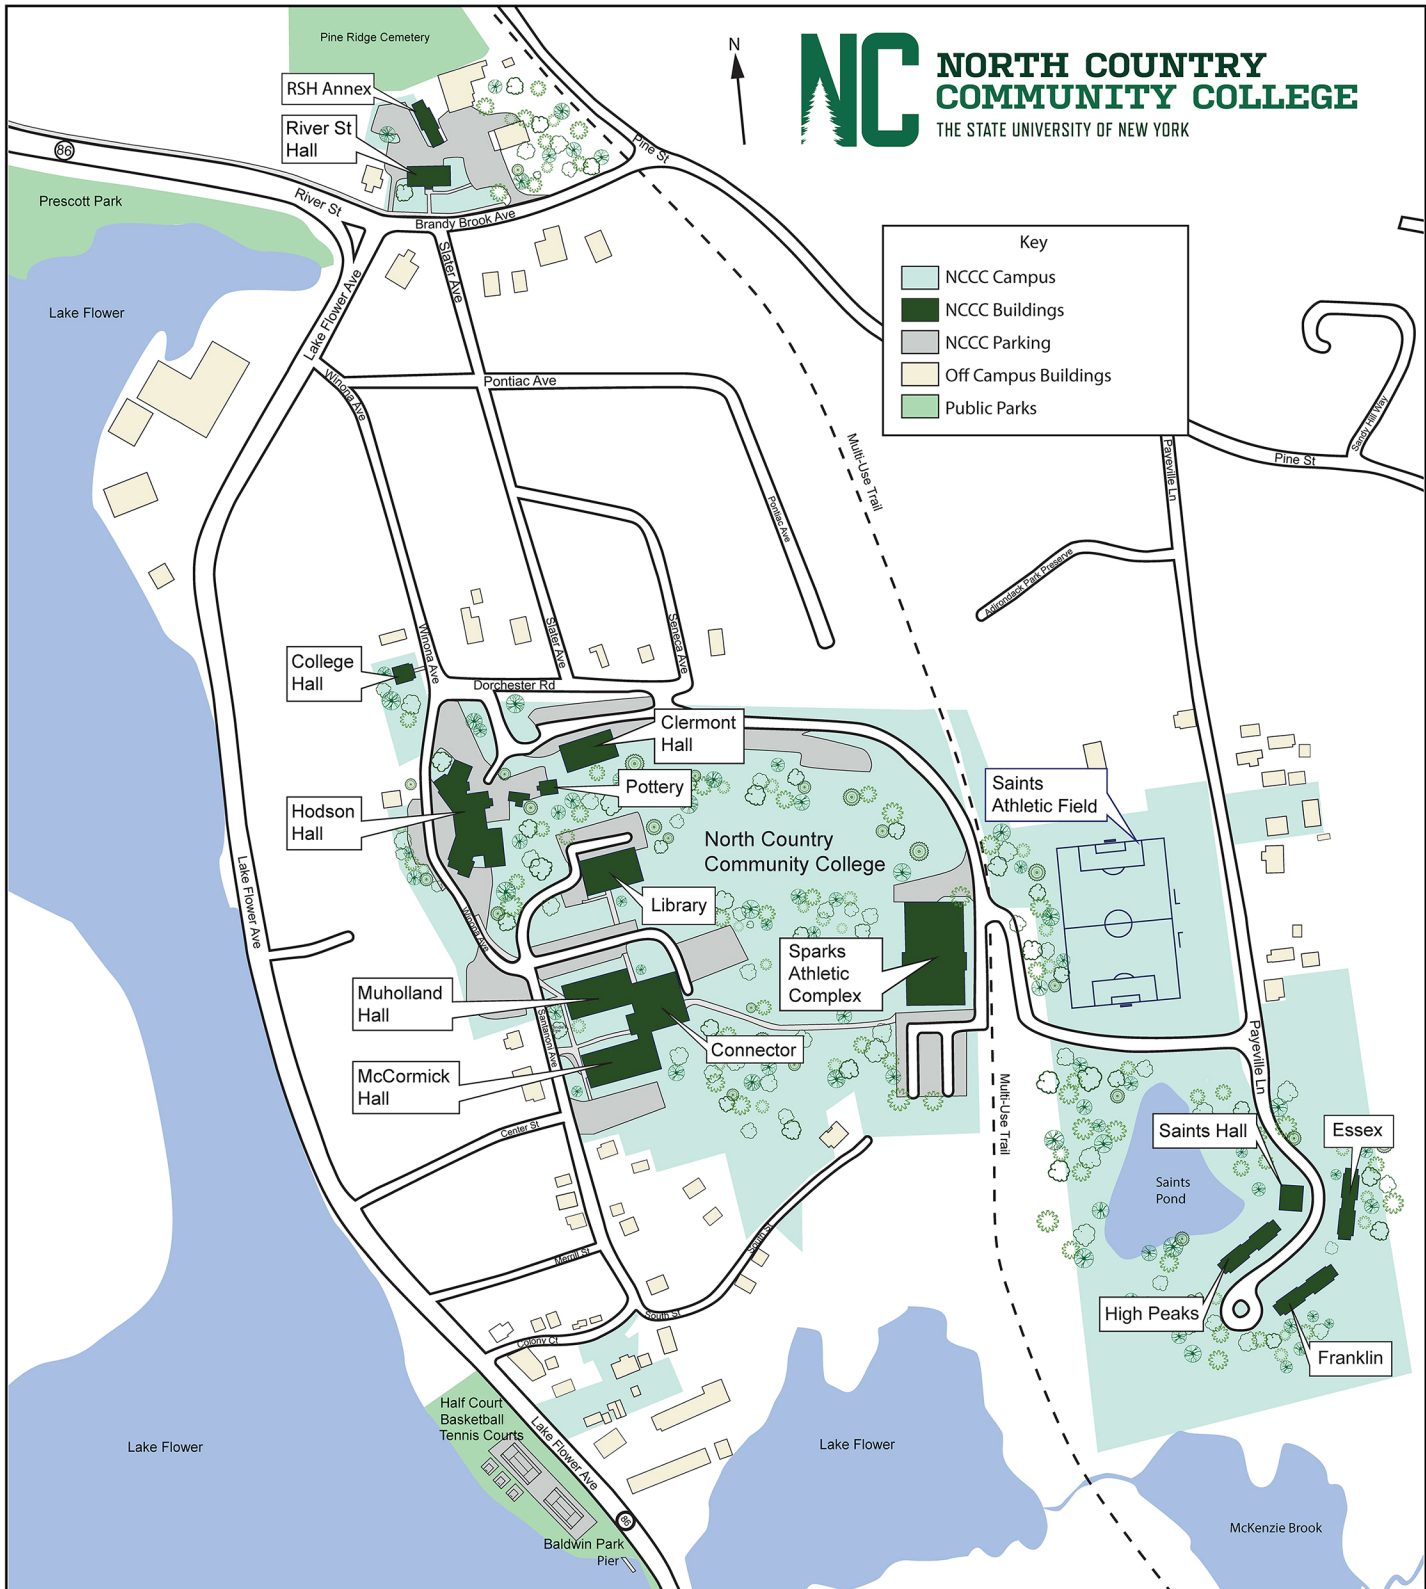 Pine Ridge Cemetery
N
NC
NORTH COUNTRY
COMMUNITY COLLEGE
THE STATE UNIVERSITY OF NEW YORK
RSH Annex
River St
Hall
86
Pine St
Prescott Park
River St
Brandy Brook Ave
Slater Ave
Lake Flower
Lake Flower Ave
Key
NCCC Campus
NCCC Buildings
NCCC Parking
Off Campus Buildings
Public Parks
Winona Ave
Pontiac Ave
Sandy Hill Way
Pine St
Payeville Ln
Multi-Use Trail
Pontiac Ave
Adirondack Park Preserve
Winona Ave
Slater Ave
Seneca Ave
College
Hall
Dorchester Rd
Clermont
Hall
Pottery
Saints
Athletic Field
Hodson
Hall
North Country
Community College
Lake Flower Ave
Library
Winona Ave
Sparks
Athletic
Complex
Muholland
Hall
Santanoni Ave
Connector
McCormick
Hall
Payeville Ln
Multi-Use Trail
Center St
Saints Hall
Essex
Saints
Pond
South St
Merrill St
High Peaks
South St
Colony Ct
Franklin
Half Court
Basketball
Tennis Courts
Lake Flower Ave
Lake Flower
Lake Flower
86
McKenzie Brook
Baldwin Park
Pier